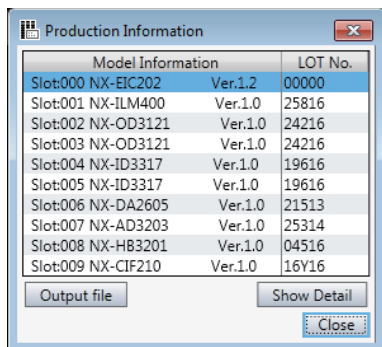 Production Information
Model Information LOT No.
Slot:000 NX-EIC202 Ver.1.2 00000
Slot:001 NX-ILM400 Ver.1.0 25816
Slot:002 NX-OD3121 Ver.1.0 24216
Slot:003 NX-OD3121 Ver.1.0 24216
Slot:004 NX-ID3317 Ver.1.0 19616
Slot:005 NX-ID3317 Ver.1.0 19616
Slot:006 NX-DA2605 Ver.1.0 21513
Slot:007 NX-AD3203 Ver.1.0 25314
Slot:008 NX-HB3201 Ver.1.0 04516
Slot:009 NX-CIF210 Ver.1.0 16Y16
Output file Show Detail
Close